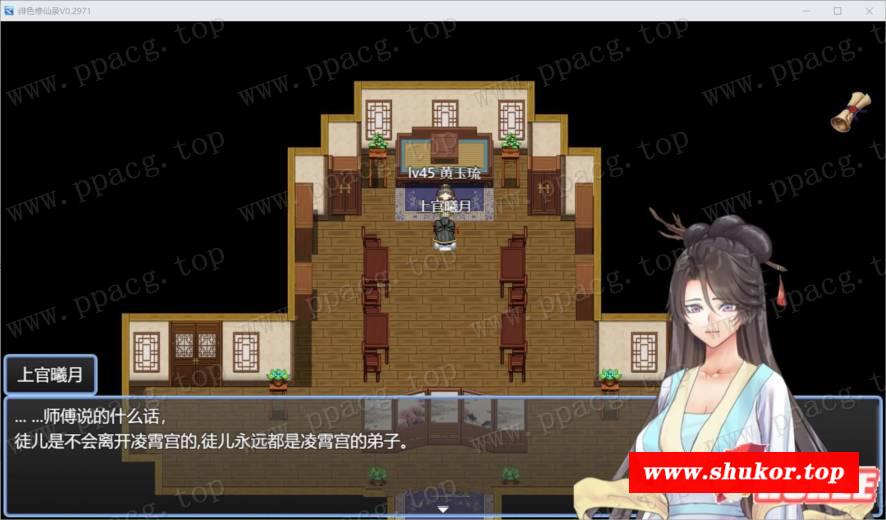 绯色修仙录V0.2971
www.ppacg.top
lv45 黄玉琉
上官曦月
上官曦月
... ...师傅说的什么话,
徒儿是不会离开凌霄宫的,徒儿永远都是凌霄宫的弟子。
www.shukor.top